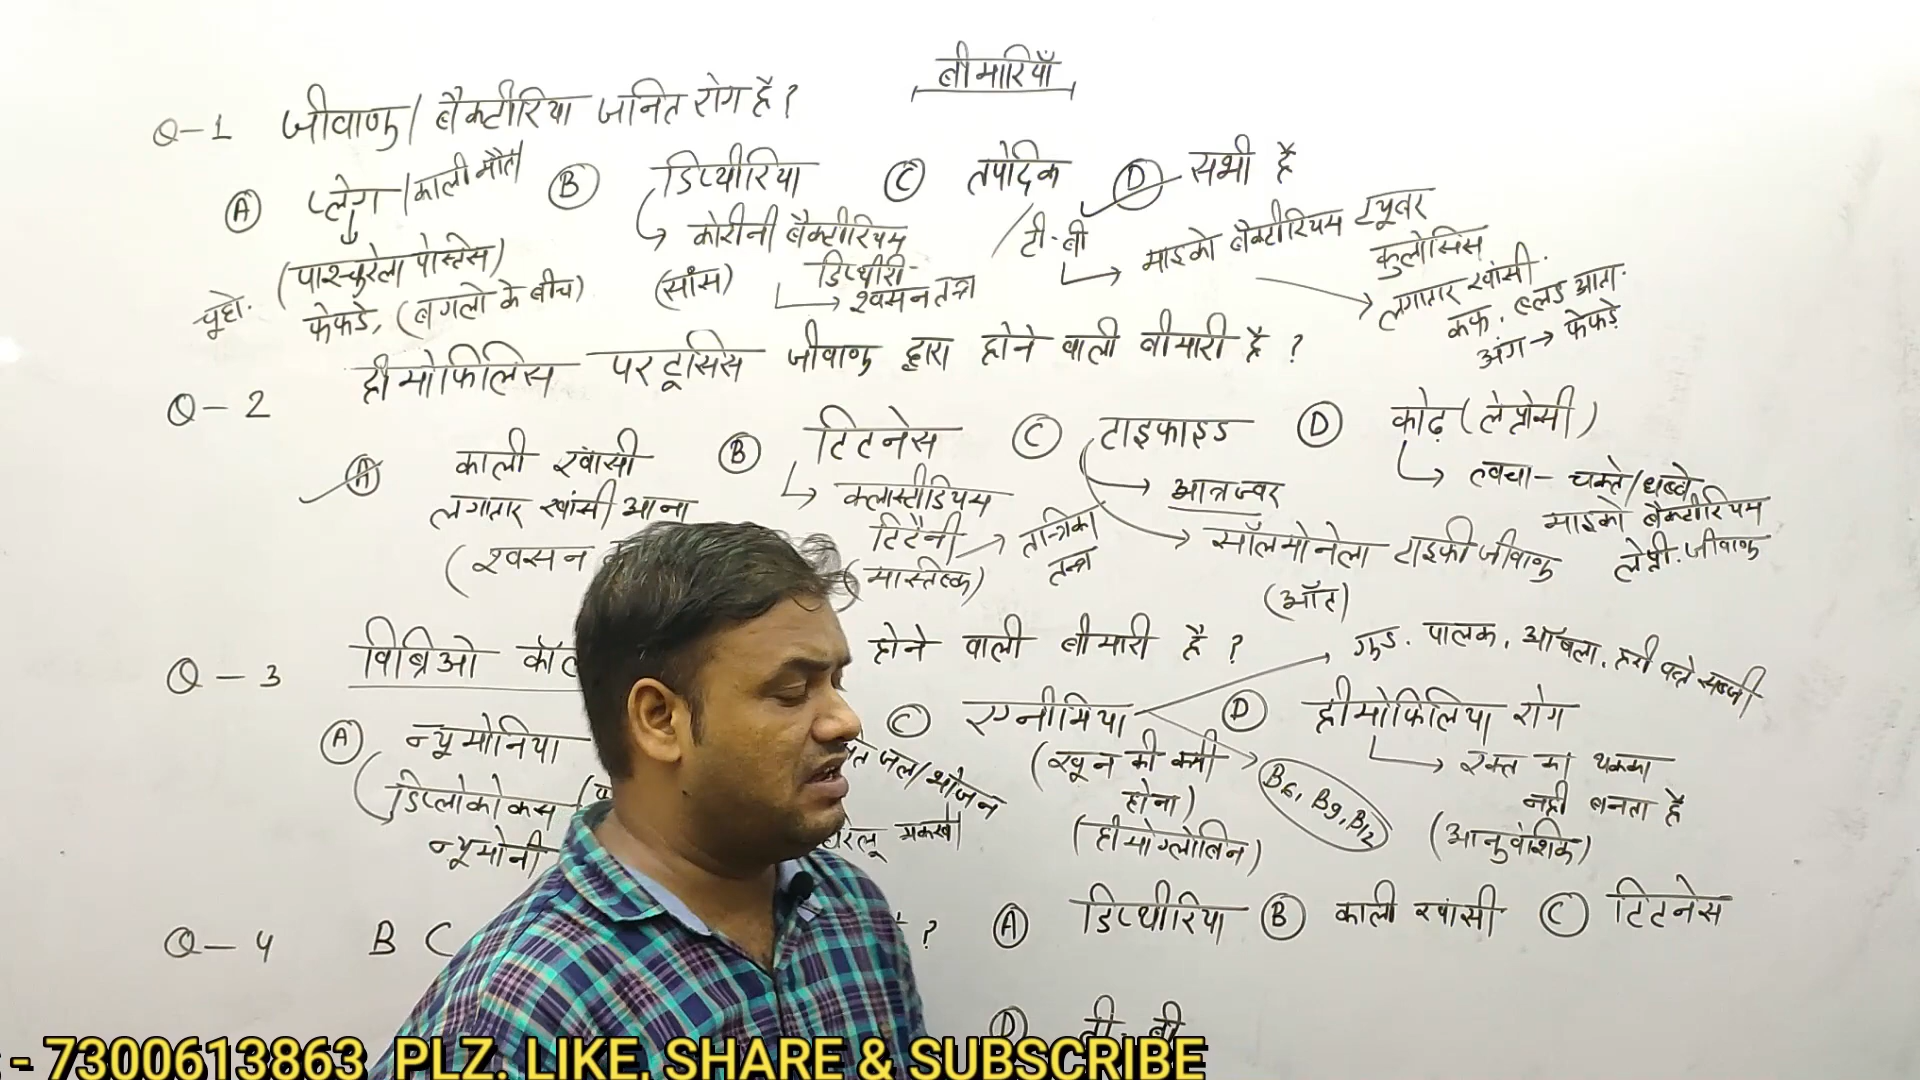 बीमारियाँ
Q-1 जीवाणु/बैक्टीरिया जनित रोग है?
(A) प्लेग/काली मौत (B) डिप्थीरिया (C) तपेदिक (D) सभी है
(पाश्चुरेला पोस्टेस)
चूहे. फेफडे, (बगलो के बीच)
कोरीनी बैक्टीरियम
डिप्थीरी-
(सांस) श्वसन तन्त्र
टी-बी
माइको बैक्टीरियम ट्यूबर
कुलोसिस
लगातार खांसी.
कफ. ब्लड आना.
अंग → फेफड़े
Q-2 हीमोफिलिस परटूसिस जीवाणु द्वारा होने वाली बीमारी है?
(A) काली खांसी (B) टिटनेस (C) टाइफाइड (D) कोढ़ (लेप्रोसी)
लगातार खांसी आना
(श्वसन
क्लास्टीडियम
टिटैनी
(मास्तिष्क) → तान्त्रिका
तन्त्र
आन्त्र ज्वर
सॉलमोनेला टाइफी जीवाणु
(आँत)
त्वचा - चकत्ते/धब्बे
माइको बैक्टीरियम
लेप्री. जीवाणु
Q-3 विब्रिओ कॉल होने वाली बीमारी है?
(A) न्यूमोनिया (C) एनीमिया (D) हीमोफिलिया रोग
डिप्लोकोकस
न्यूमोनी
त जल/भोजन
घरेलू मक्खी
गुड. पालक. आँवला. हरी पत्ते सब्जी
(खून की कमी
होना)
(हीमोग्लोबिन)
B6, B9, B12
रक्त का थक्का
नही बनता है
(आनुवंशिक)
Q-4 B C ? (A) डिप्थीरिया (B) काली खांसी (C) टिटनेस
(D) टी-बी
- 7300613863 PLZ. LIKE, SHARE & SUBSCRIBE